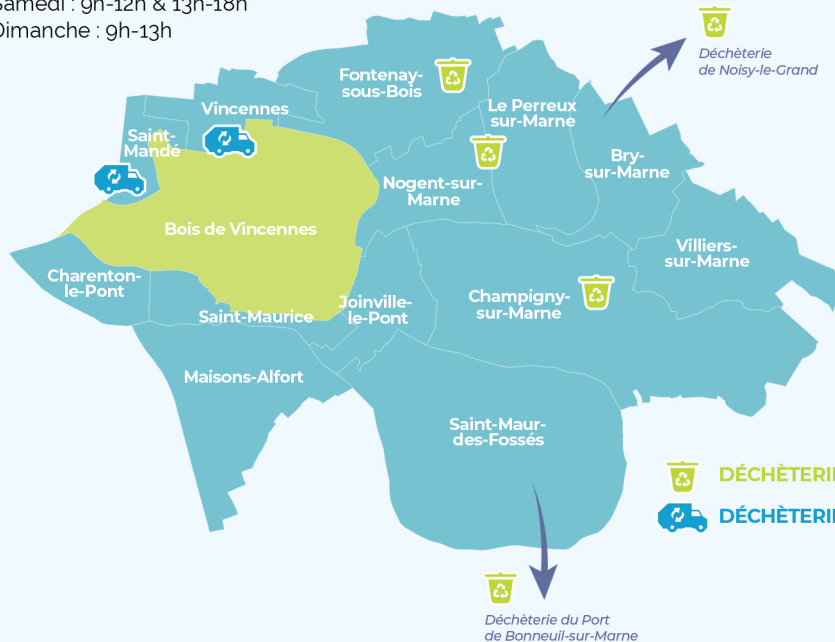 Samedi : 9h-12h & 13h-18h
Dimanche : 9h-13h
Déchèterie
de Noisy-le-Grand
Fontenay-
sous-Bois
Vincennes
Le Perreux
sur-Marne
Saint-
Mandé
Bry-
sur-Marne
Nogent-sur-
Marne
Bois de Vincennes
Villiers-
sur-Marne
Charenton-
le-Pont
Joinville-
le-Pont
Champigny-
sur-Marne
Saint-Maurice
Maisons-Alfort
Saint-Maur-
des-Fossés
DÉCHÈTERIE
DÉCHÈTERIE
Déchèterie du Port
de Bonneuil-sur-Marne